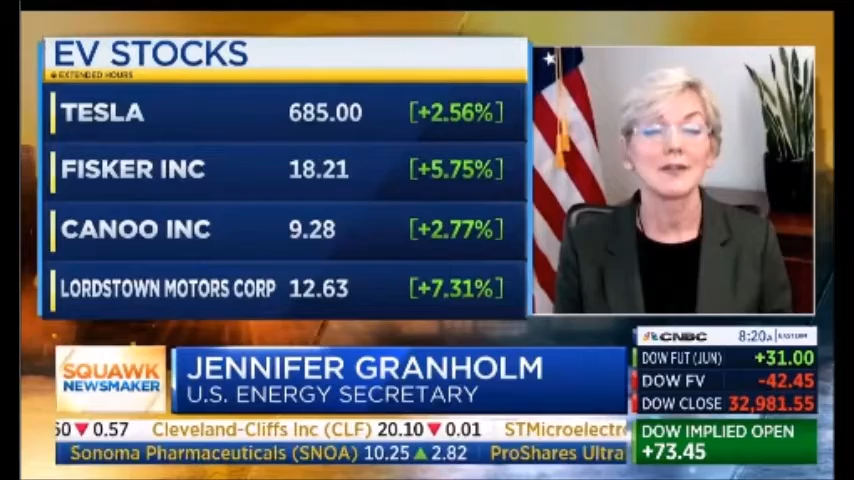 EV STOCKS
EXTENDED HOURS
TESLA 685.00 [+2.56%]
FISKER INC 18.21 [+5.75%]
CANOO INC 9.28 [+2.77%]
LORDSTOWN MOTORS CORP 12.63 [+7.31%]
SQUAWK
NEWSMAKER
JENNIFER GRANHOLM
U.S. ENERGY SECRETARY
CNBC 8:20A EASTERN
DOW FUT (JUN) +31.00
DOW FV -42.45
DOW CLOSE 32,981.55
DOW IMPLIED OPEN
+73.45
60 ▼ 0.57 Cleveland-Cliffs Inc (CLF) 20.10 ▼ 0.01 STMicroelectr
Sonoma Pharmaceuticals (SNOA) 10.25 ▲ 2.82 ProShares Ultra